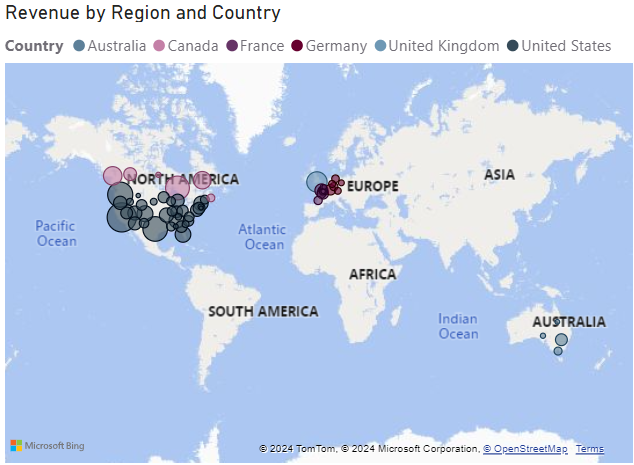 Revenue by Region and Country
Country Australia Canada France Germany United Kingdom United States
NORTH AMERICA
ASIA
EUROPE
Pacific
Ocean
Atlantic
Ocean
AFRICA
SOUTH AMERICA
Indian
Ocean
AUSTRALIA
Microsoft Bing
© 2024 TomTom, © 2024 Microsoft Corporation, © OpenStreetMap Terms